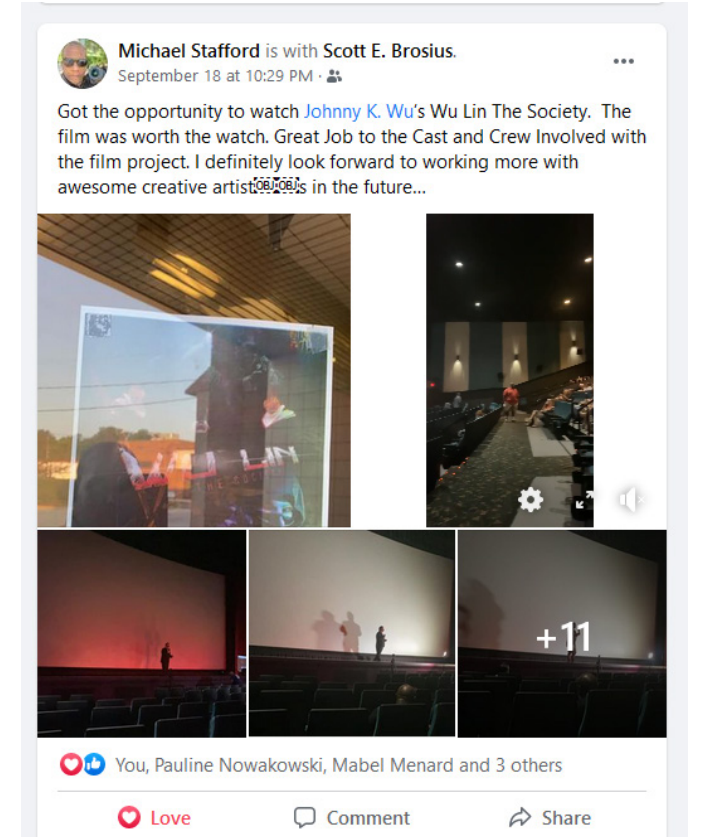 Michael Stafford is with Scott E. Brosius.
September 18 at 10:29 PM ·
Got the opportunity to watch Johnny K. Wu's Wu Lin The Society. The
film was worth the watch. Great Job to the Cast and Crew Involved with
the film project. I definitely look forward to working more with
awesome creative artist￼￼s in the future...
WU LIN
+11
You, Pauline Nowakowski, Mabel Menard and 3 others
Love
Comment
Share